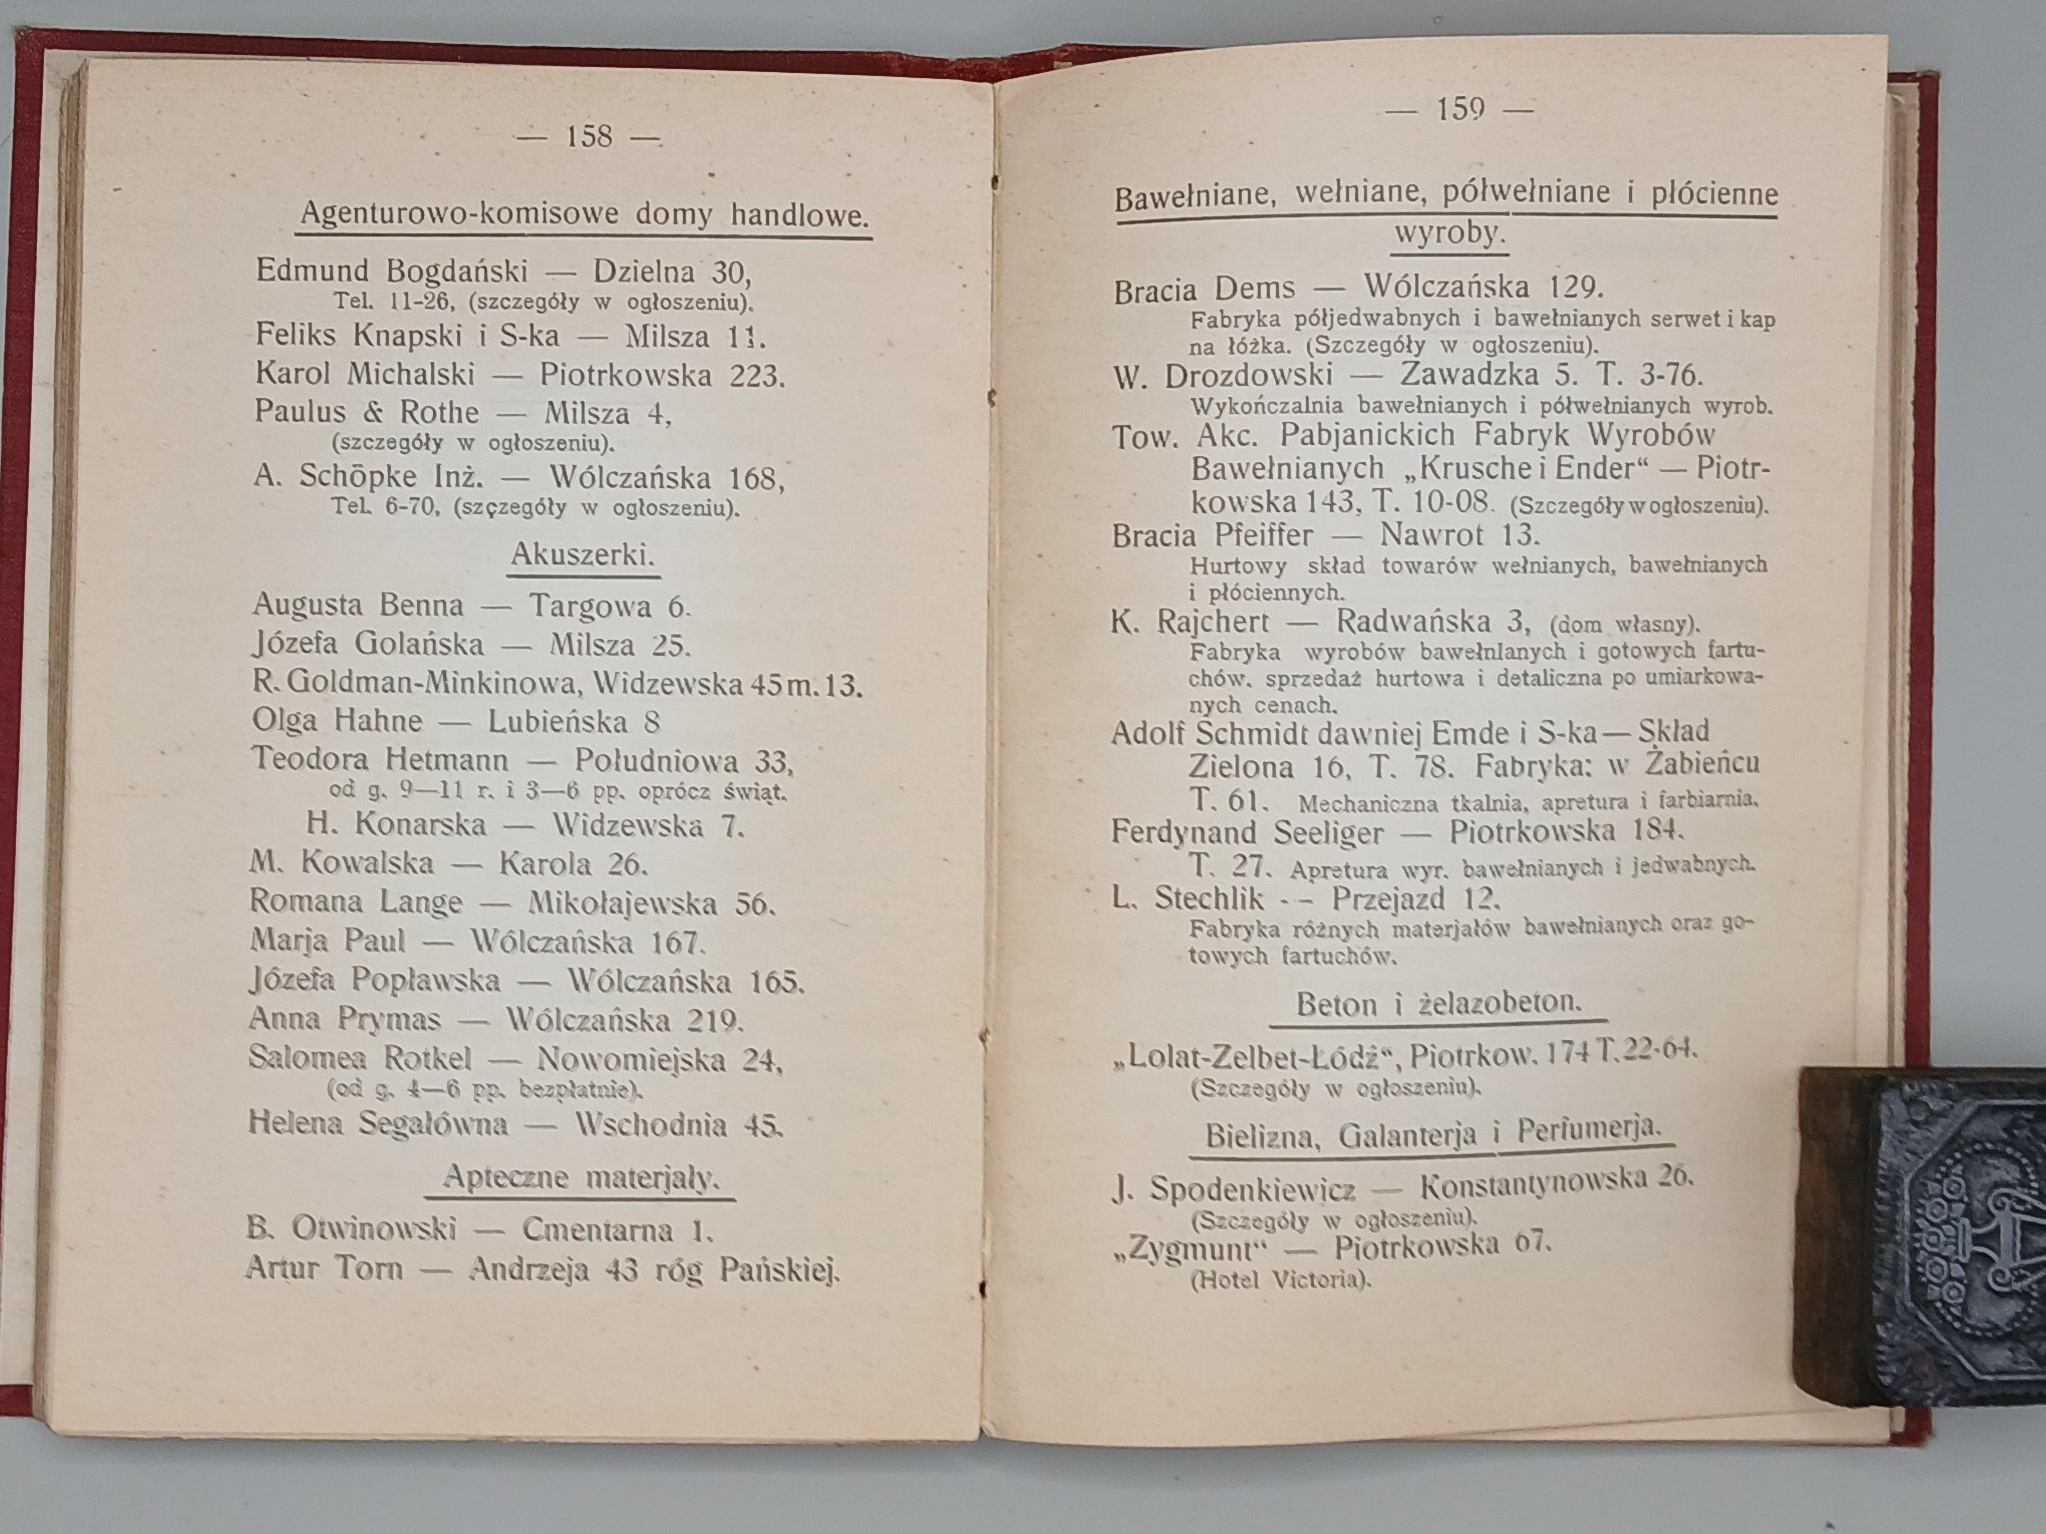 — 158 —
Agenturowo-komisowe domy handlowe.
Edmund Bogdański — Dzielna 30,
Tel. 11-26, (szczegóły w ogłoszeniu).
Feliks Knapski i S-ka — Milsza 11.
Karol Michalski — Piotrkowska 223.
Paulus & Rothe — Milsza 4,
(szczegóły w ogłoszeniu).
A. Schöpke Inż. — Wólczańska 168,
Tel. 6-70, (szczegóły w ogłoszeniu).
Akuszerki.
Augusta Benna — Targowa 6.
Józefa Golańska — Milsza 25.
R. Goldman-Minkinowa, Widzewska 45 m. 13.
Olga Hahne — Lubieńska 8
Teodora Hetmann — Południowa 33,
od g. 9—11 r. i 3—6 pp. oprócz świąt.
H. Konarska — Widzewska 7.
M. Kowalska — Karola 26.
Romana Lange — Mikołajewska 56.
Marja Paul — Wólczańska 167.
Józefa Popławska — Wólczańska 165.
Anna Prymas — Wólczańska 219.
Salomea Rotkel — Nowomiejska 24,
(od g. 4—6 pp. bezpłatnie).
Helena Segałówna — Wschodnia 45.
Apteczne materjały.
B. Otwinowski — Cmentarna 1.
Artur Torn — Andrzeja 43 róg Pańskiej.
— 159 —
Bawełniane, wełniane, półwełniane i płócienne
wyroby.
Bracia Dems — Wólczańska 129.
Fabryka półjedwabnych i bawełnianych serwet i kap
na łóżka. (Szczegóły w ogłoszeniu).
W. Drozdowski — Zawadzka 5. T. 3-76.
Wykończalnia bawełnianych i półwełnianych wyrob.
Tow. Akc. Pabjanickich Fabryk Wyrobów
Bawełnianych „Krusche i Ender“ — Piotr-
kowska 143, T. 10-08. (Szczegóły w ogłoszeniu).
Bracia Pfeiffer — Nawrot 13.
Hurtowy skład towarów wełnianych, bawełnianych
i płóciennych.
K. Rajchert — Radwańska 3, (dom własny).
Fabryka wyrobów bawełnIanych i gotowych fartu-
chów. sprzedaż hurtowa i detaliczna po umiarkowa-
nych cenach.
Adolf Schmidt dawniej Emde i S-ka — Skład
Zielona 16, T. 78. Fabryka: w Żabieńcu
T. 61. Mechaniczna tkalnia, apretura i farbiarnia.
Ferdynand Seeliger — Piotrkowska 184.
T. 27. Apretura wyr. bawełnianych i jedwabnych.
L. Stechlik -- Przejazd 12.
Fabryka różnych materjałów bawełnianych oraz go-
towych fartuchów.
Beton i żelazobeton.
„Lolat-Zelbet-Łódź“, Piotrkow. 174 T. 22-64.
(Szczegóły w ogłoszeniu).
Bielizna, Galanterja i Perfumerja.
J. Spodenkiewicz — Konstantynowska 26.
(Szczegóły w ogłoszeniu).
„Zygmunt“ — Piotrkowska 67.
(Hotel Victoria).